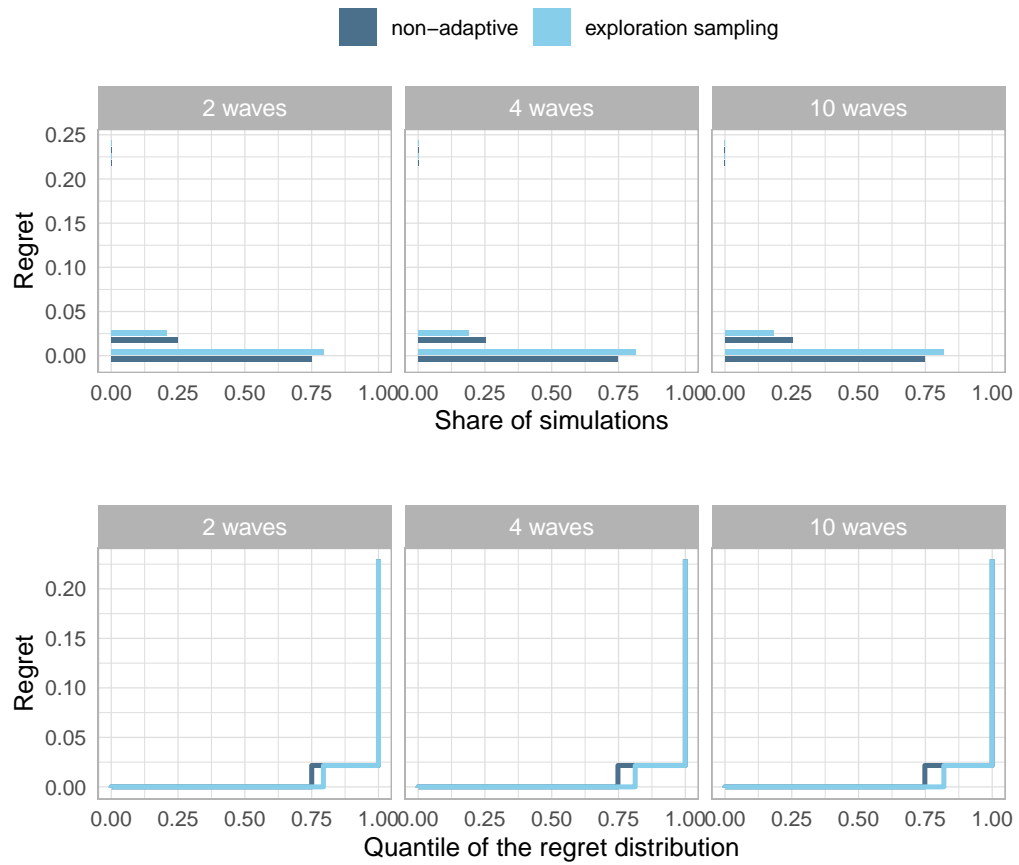 non−adaptive exploration sampling
2 waves 4 waves 10 waves
0.25
0.20
0.15
0.10
0.05
0.00
Regret
0.00 0.25 0.50 0.75 1.00 0.00 0.25 0.50 0.75 1.00 0.00 0.25 0.50 0.75 1.00
Share of simulations
2 waves 4 waves 10 waves
0.20
0.15
0.10
0.05
0.00
Regret
0.00 0.25 0.50 0.75 1.00 0.00 0.25 0.50 0.75 1.00 0.00 0.25 0.50 0.75 1.00
Quantile of the regret distribution